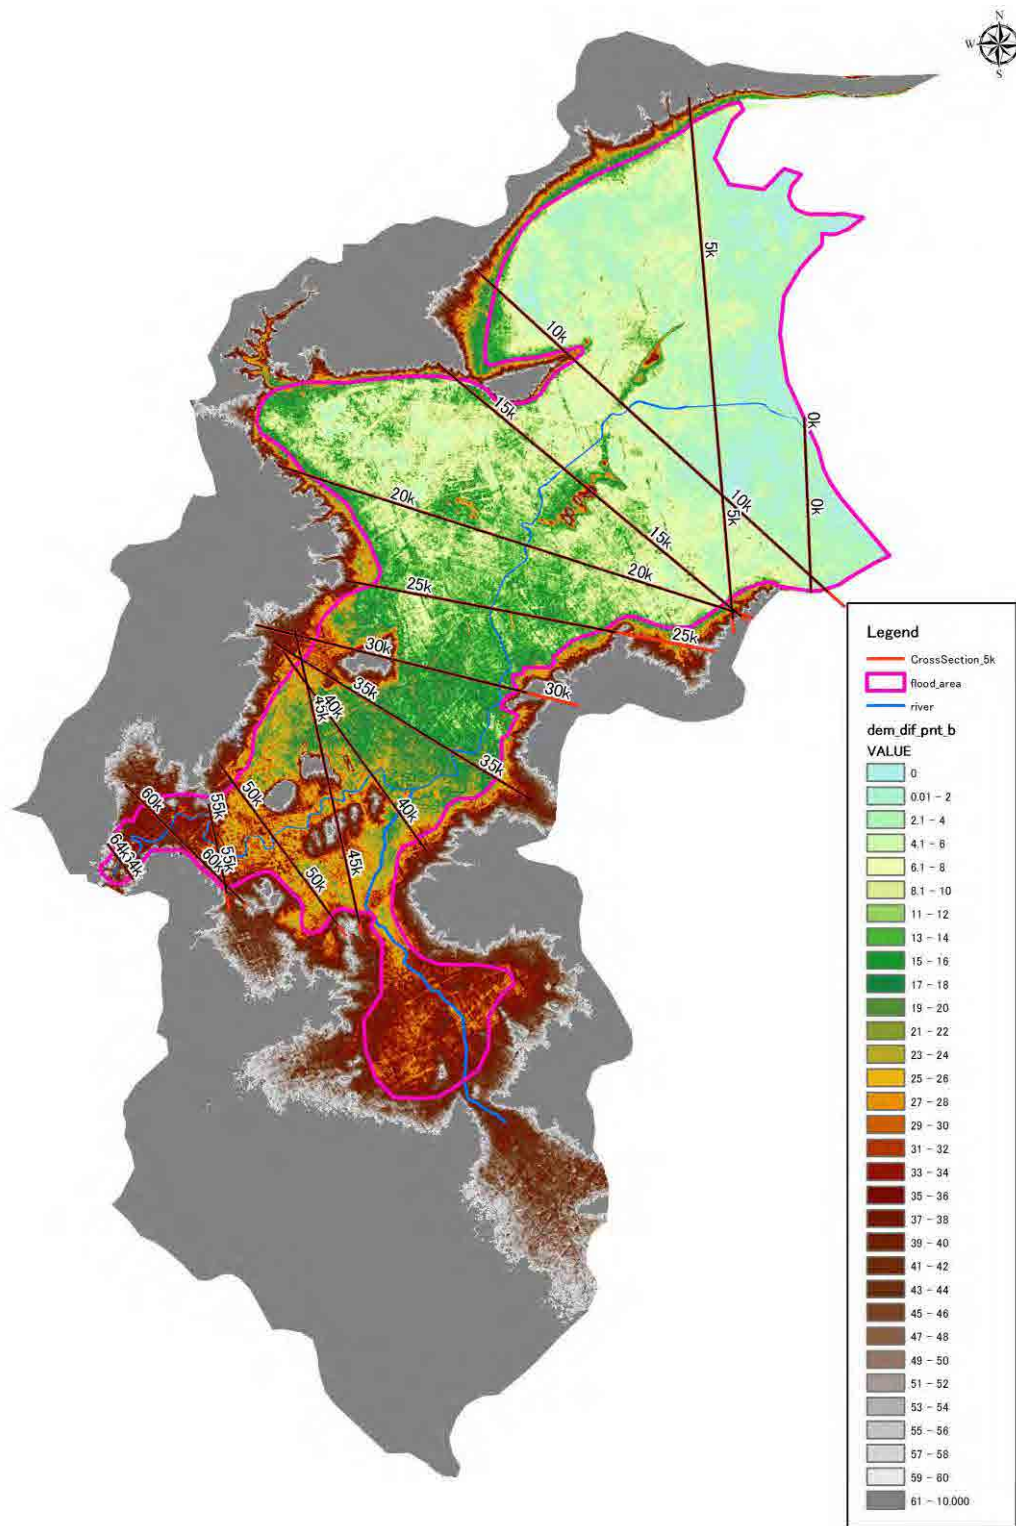 N
W
S
5k
10k
0k
15k
20k
10k
5k
0k
15k
20k
25k
25k
30k
30k
35k
40k
45k
35k
50k
40k
60k
55k
55k
60k
45k
50k
64k
Legend
CrossSection_5k
flood_area
river
dem_dif_pnt_b
VALUE
0
0.01 - 2
2.1 - 4
4.1 - 6
6.1 - 8
8.1 - 10
11 - 12
13 - 14
15 - 16
17 - 18
19 - 20
21 - 22
23 - 24
25 - 26
27 - 28
29 - 30
31 - 32
33 - 34
35 - 36
37 - 38
39 - 40
41 - 42
43 - 44
45 - 46
47 - 48
49 - 50
51 - 52
53 - 54
55 - 56
57 - 58
59 - 60
61 - 10,000